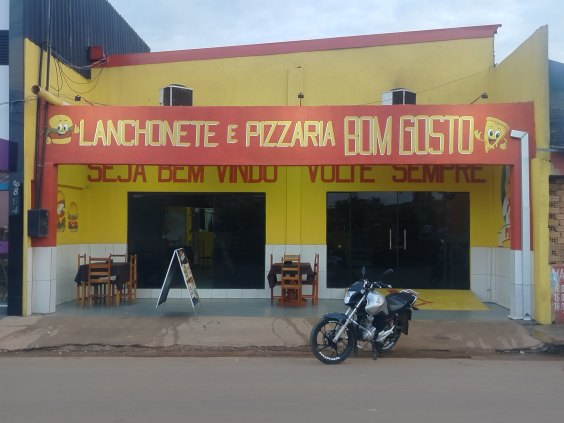 LANCHONETE E PIZZARIA BOM GOSTO
SEJA BEM VINDO VOLTE SEMPRE